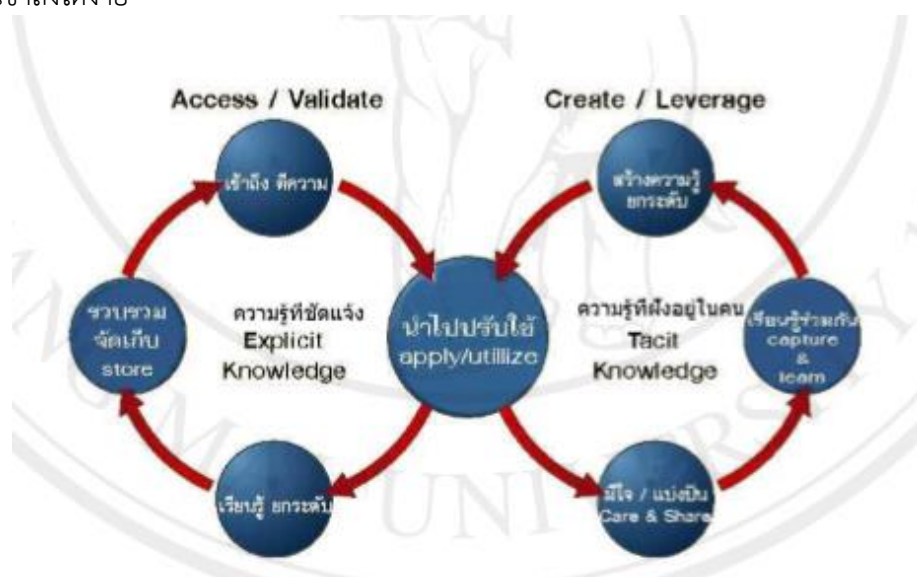 Access / Validate
Create / Leverage
เข้าถึง ตีความ
สร้างความรู้
ยกระดับ
รวบรวม
จัดเก็บ
store
ความรู้ที่ชัดแจ้ง
Explicit
Knowledge
นำไปปรับใช้
apply/utillize
ความรู้ที่ฝังอยู่ในคน
Tacit
Knowledge
เรียนรู้ร่วมกัน
capture
&
learn
เรียนรู้ ยกระดับ
มีใจ / แบ่งปัน
Care & Share
UNIVERSITY